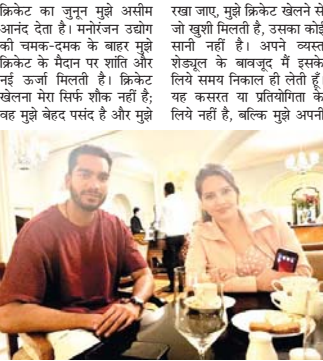 क्रिकेट का जुनून मुझे असीम
आनंद देता है। मनोरंजन उद्योग
की चमक-दमक के बाहर मुझे
क्रिकेट के मैदान पर शांति और
नई ऊर्जा मिलती है। क्रिकेट
खेलना मेरा सिर्फ शौक नहीं है;
वह मुझे बेहद पसंद है और मुझे
रखा जाए, मुझे क्रिकेट खेलने से
जो खुशी मिलती है, उसका कोई
सानी नहीं है। अपने व्यस्त
शेड्यूल के बावजूद मैं इसके
लिये समय निकाल ही लेती हूँ।
यह कसरत या प्रतियोगिता के
लिये नहीं है, बल्कि मुझे अपनी